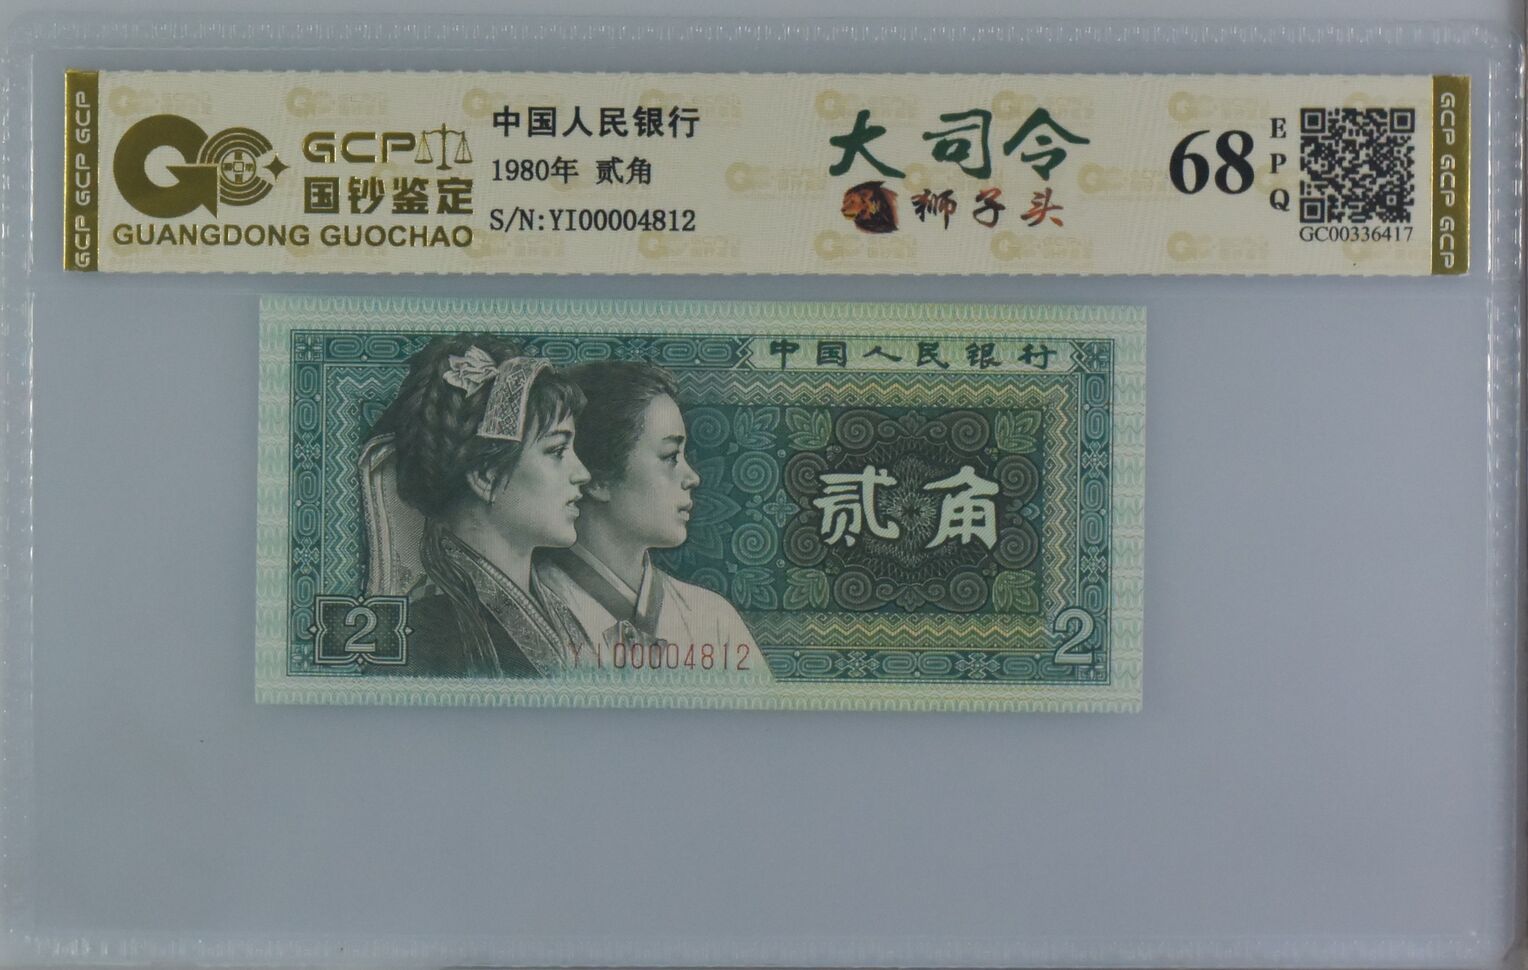 GCP GCP GCP
GCP
国钞鉴定
GUANGDONG GUOCHAO
中国人民银行
1980年 贰角
S/N:YI00004812
大司令
狮子头
68
EPQ
GC00336417
GCP GCP GCP
中国人民银行
贰角
2
YI00004812
2